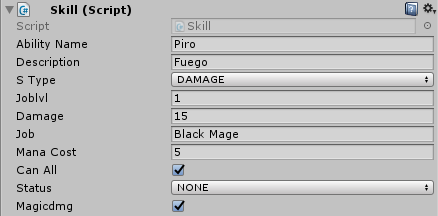 Skill (Script)
Script Skill
Ability Name Piro
Description Fuego
S Type DAMAGE
Joblvl 1
Damage 15
Job Black Mage
Mana Cost 5
Can All
Status NONE
Magicdmg